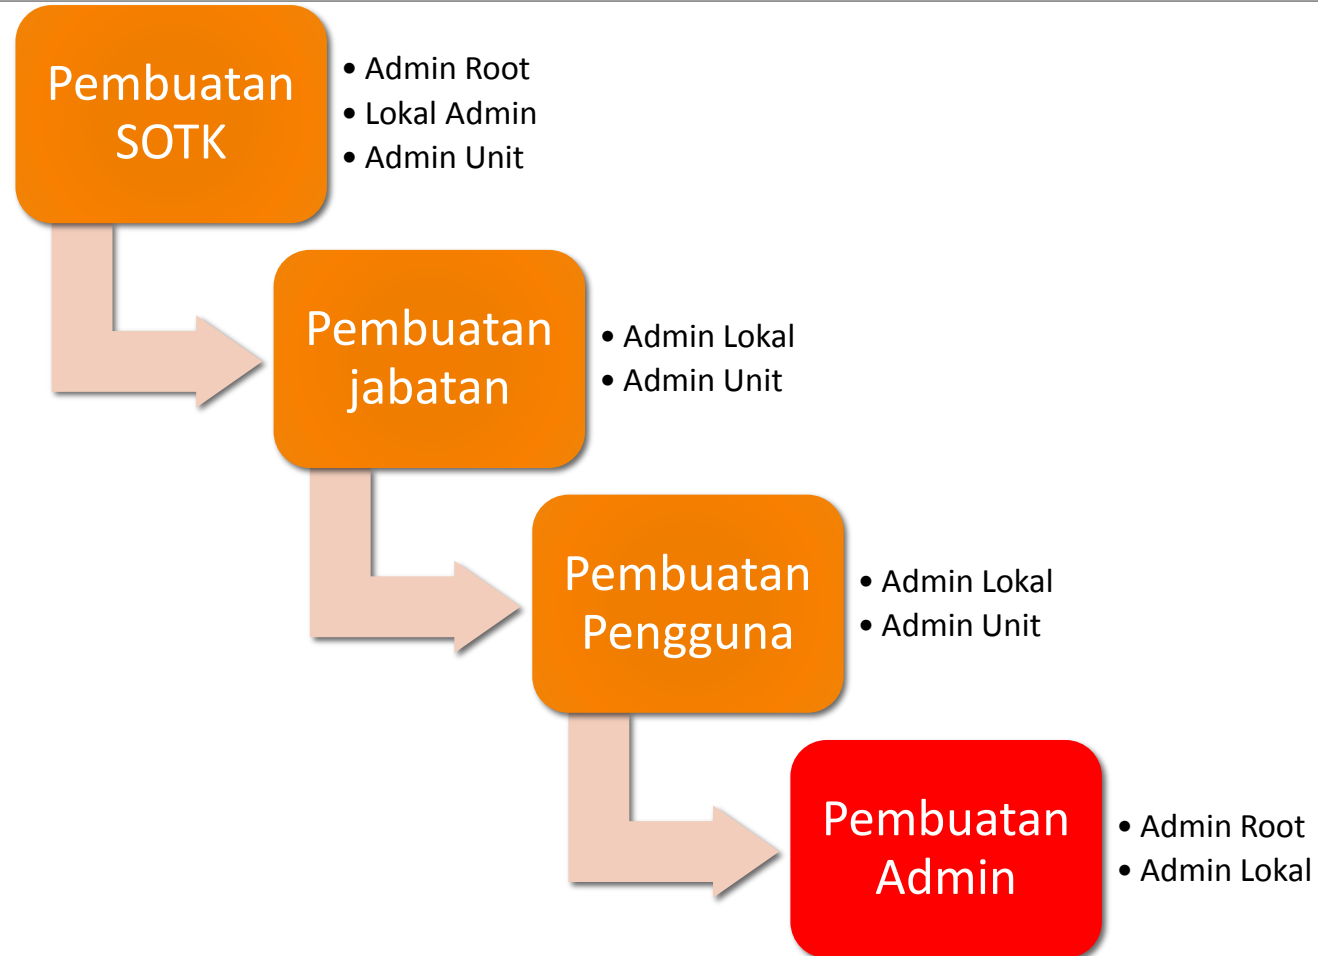 Pembuatan
SOTK
• Admin Root
• Lokal Admin
• Admin Unit
Pembuatan
jabatan
• Admin Lokal
• Admin Unit
Pembuatan
Pengguna
• Admin Lokal
• Admin Unit
Pembuatan
Admin
• Admin Root
• Admin Lokal